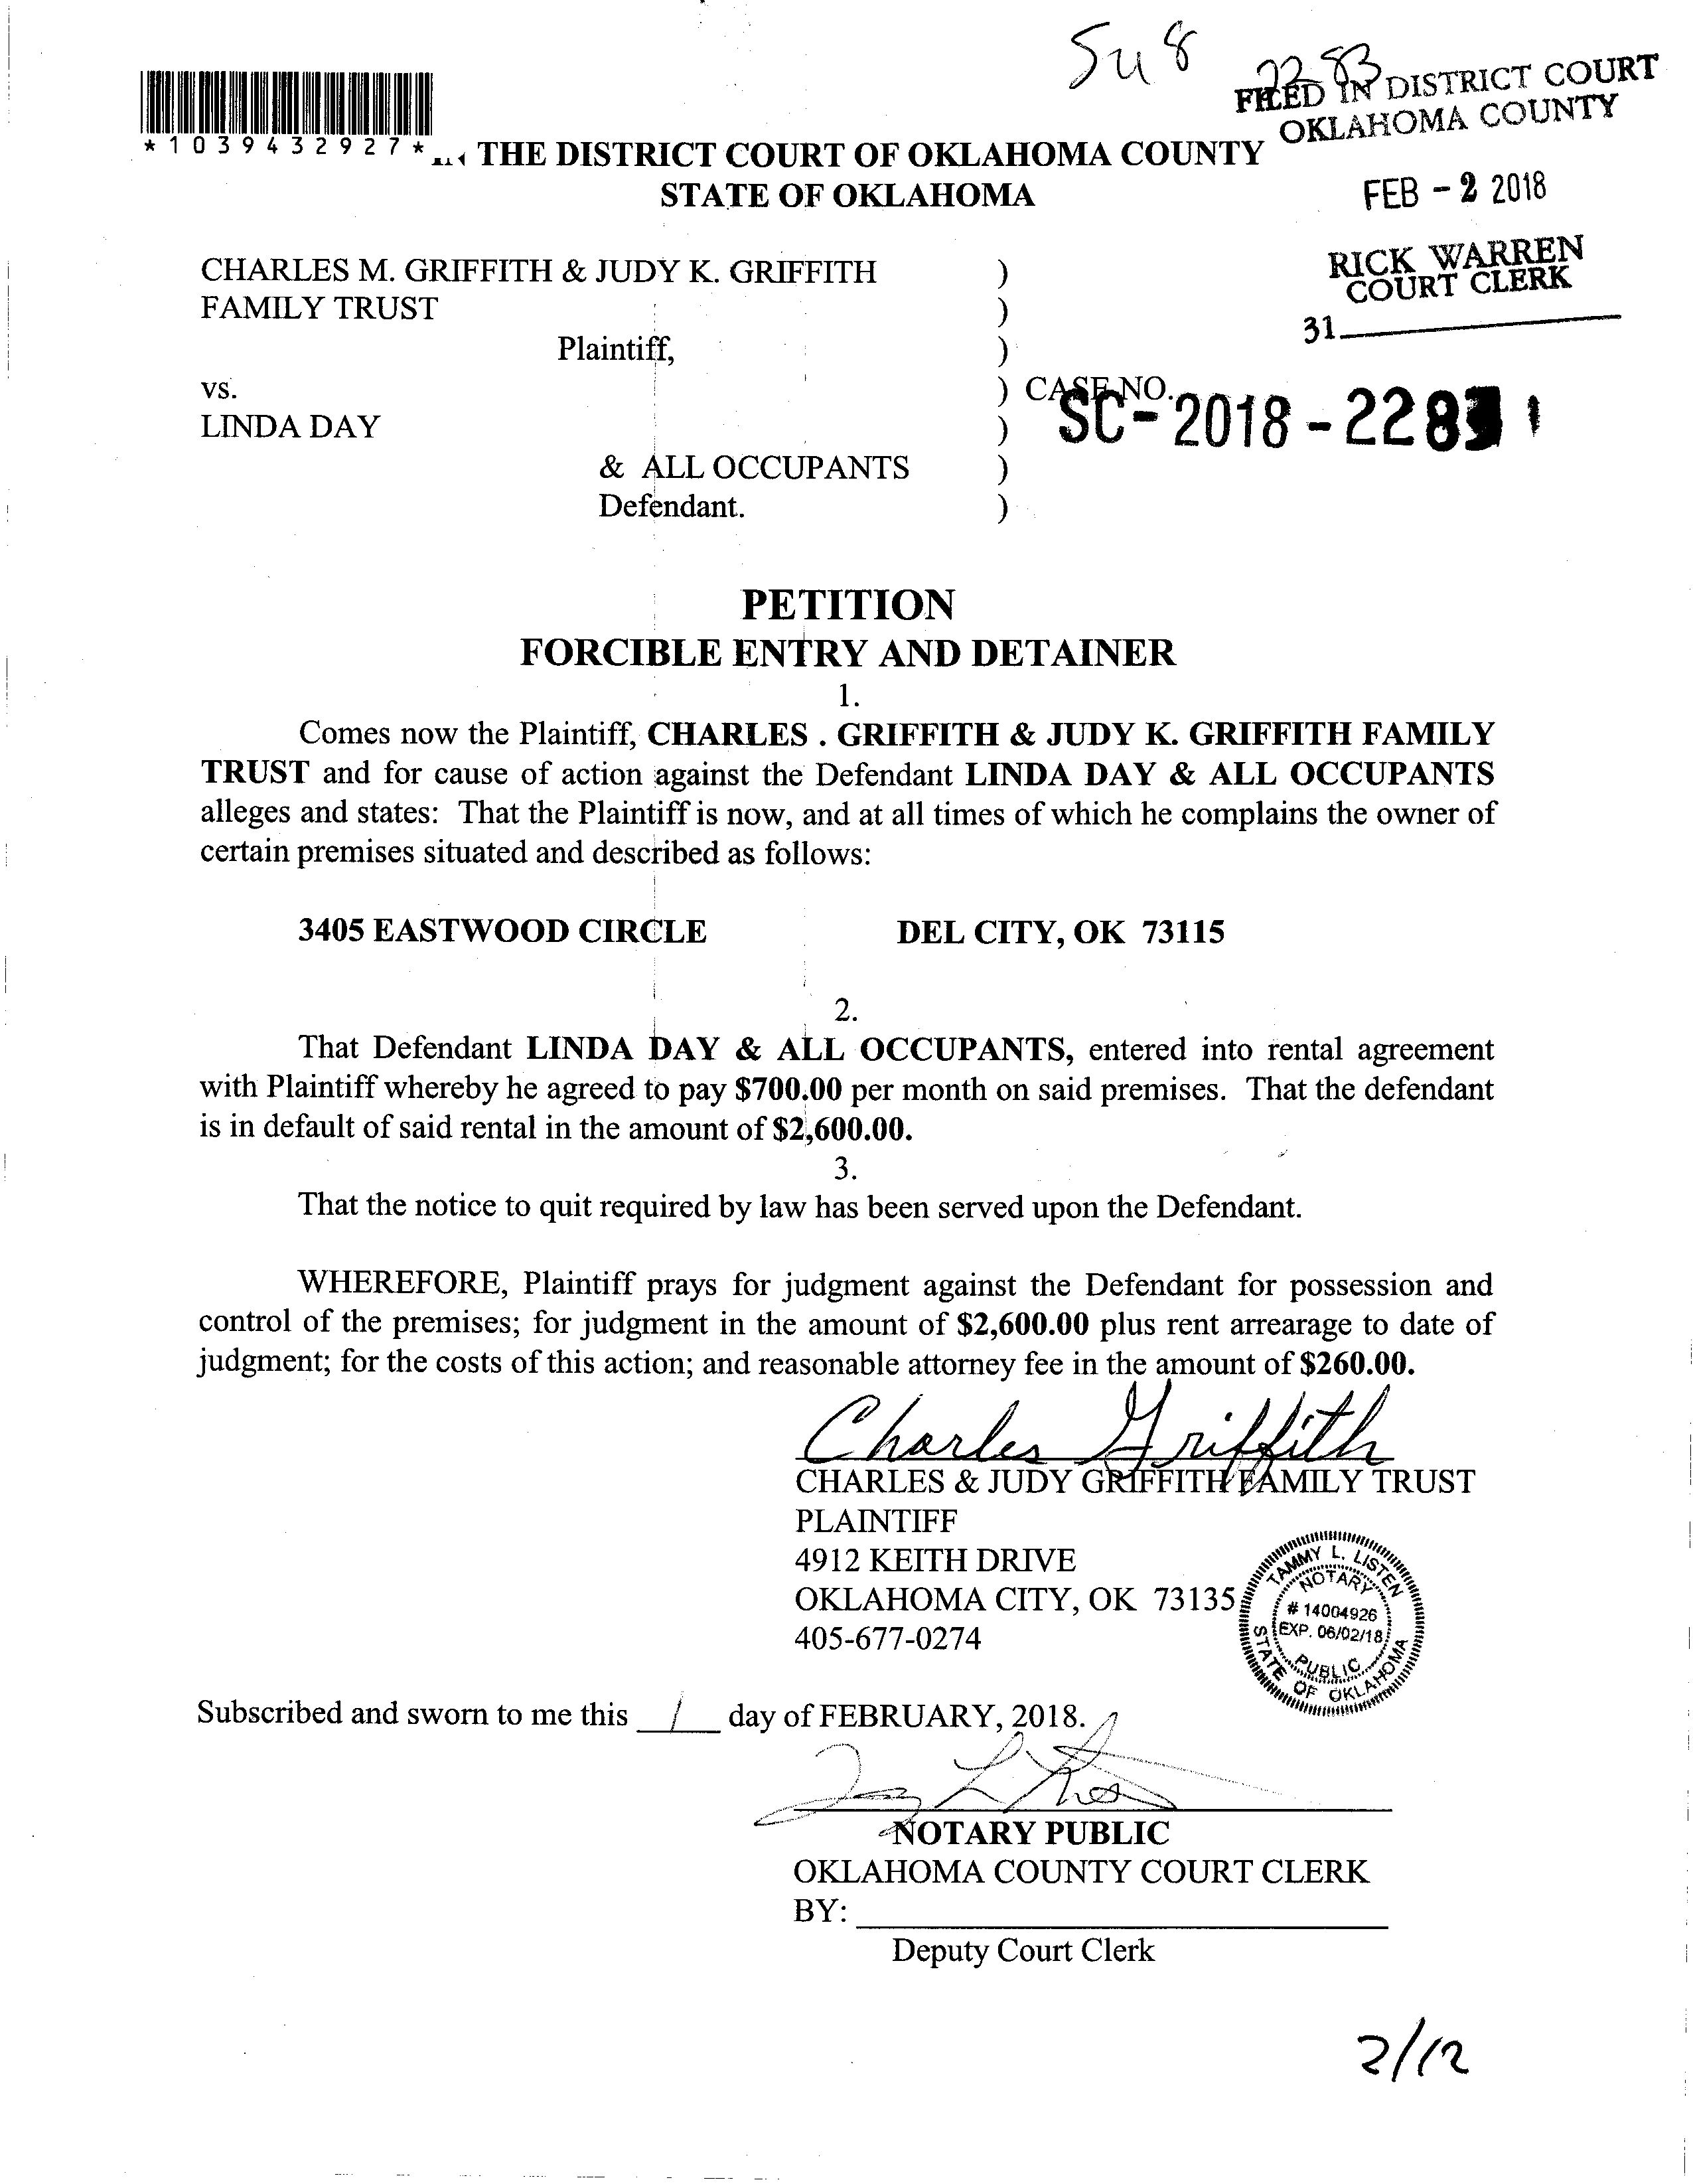 Su 8
2283
FILED IN DISTRICT COURT
OKLAHOMA COUNTY
*1039432927*
THE DISTRICT COURT OF OKLAHOMA COUNTY
STATE OF OKLAHOMA
FEB - 2 2018
RICK WARREN
COURT CLERK
31
CHARLES M. GRIFFITH & JUDY K. GRIFFITH )
FAMILY TRUST )
Plaintiff, )
vs. ) CASE NO.
SC-2018-228
LINDA DAY )
& ALL OCCUPANTS )
Defendant. )
PETITION
FORCIBLE ENTRY AND DETAINER
1.
Comes now the Plaintiff, CHARLES . GRIFFITH & JUDY K. GRIFFITH FAMILY
TRUST and for cause of action against the Defendant LINDA DAY & ALL OCCUPANTS
alleges and states: That the Plaintiff is now, and at all times of which he complains the owner of
certain premises situated and described as follows:
3405 EASTWOOD CIRCLE DEL CITY, OK 73115
2.
That Defendant LINDA DAY & ALL OCCUPANTS, entered into rental agreement
with Plaintiff whereby he agreed to pay $700.00 per month on said premises. That the defendant
is in default of said rental in the amount of $2,600.00.
3.
That the notice to quit required by law has been served upon the Defendant.
WHEREFORE, Plaintiff prays for judgment against the Defendant for possession and
control of the premises; for judgment in the amount of $2,600.00 plus rent arrearage to date of
judgment; for the costs of this action; and reasonable attorney fee in the amount of $260.00.
Charles Griffith
CHARLES & JUDY GRIFFITH FAMILY TRUST
PLAINTIFF
4912 KEITH DRIVE
OKLAHOMA CITY, OK 73135
405-677-0274
TAMMY L. LISTEN
NOTARY
# 14004926
EXP. 06/02/18
PUBLIC
STATE OF OKLAHOMA
Subscribed and sworn to me this 1 day of FEBRUARY, 2018.
NOTARY PUBLIC
OKLAHOMA COUNTY COURT CLERK
BY:
Deputy Court Clerk
2/12